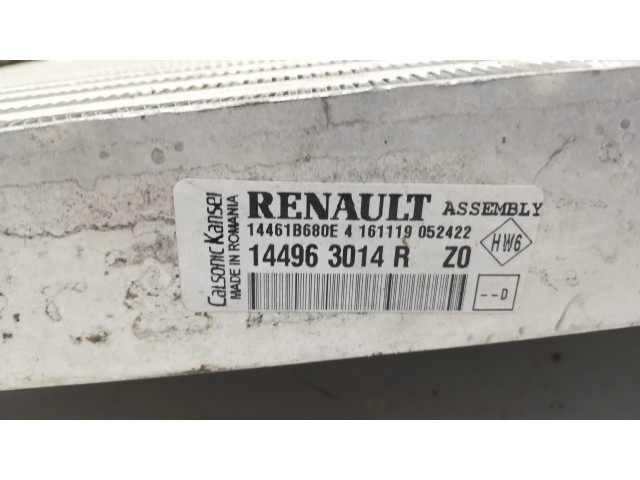 Calsonic Kansei
MADE IN ROMANIA
RENAULT ASSEMBLY
14461B680E 4 161119 052422
14496 3014 R Z0
HW6
--D